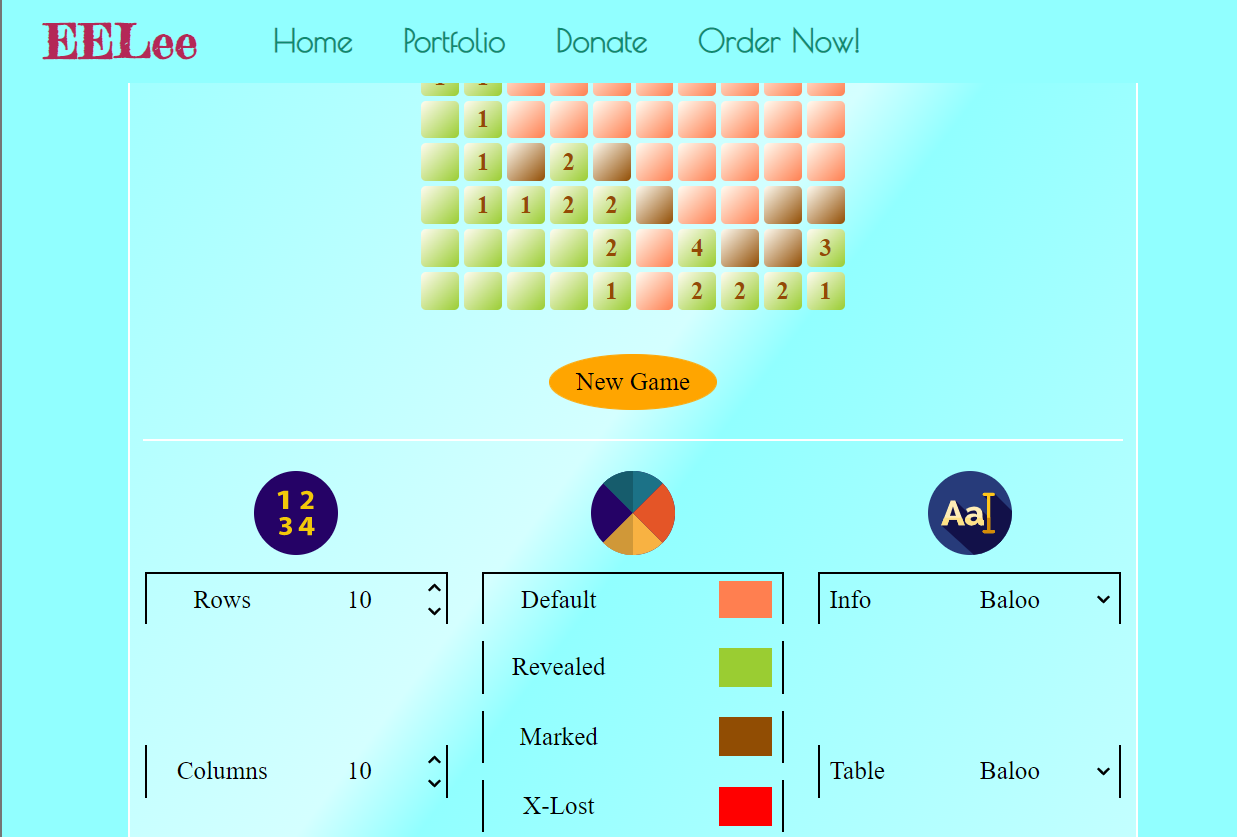 EELee Home Portfolio Donate Order Now!
1 1
1
1 2
1 1 2 2
2 4 3
1 2 2 2 1
New Game
1 2
3 4
Aa
Rows 10 Default Info Baloo
Revealed
Marked
Columns 10 Table Baloo
X-Lost